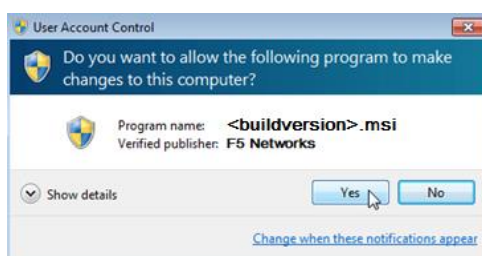 User Account Control
Do you want to allow the following program to make
changes to this computer?
Program name: <buildversion>.msi
Verified publisher: F5 Networks
Show details
Yes
No
Change when these notifications appear